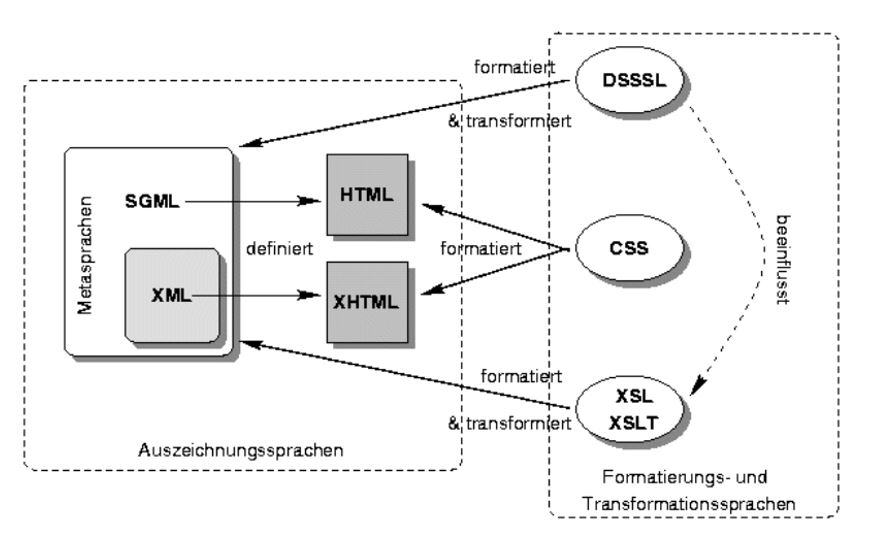 formatiert
& transformiert
DSSSL
Metasprachen
SGML
HTML
definiert
formatiert
CSS
beeinflusst
XML
XHTML
formatiert
& transformiert
XSL
XSLT
Auszeichnungssprachen
Formatierungs- und
Transformationssprachen